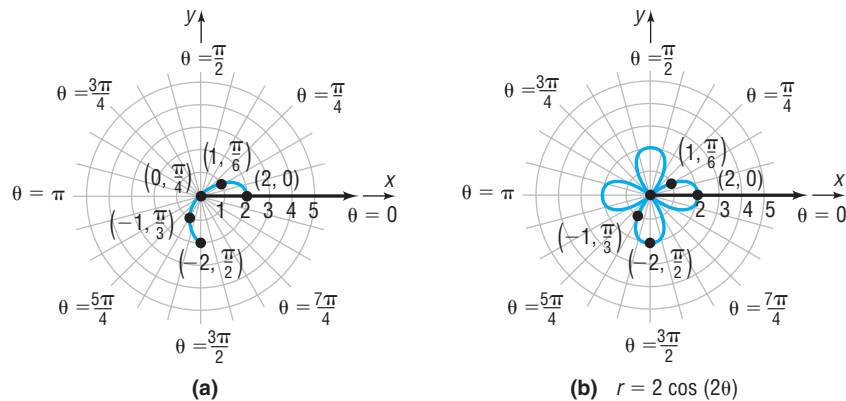 y
θ = π/2
θ = 3π/4
θ = π/4
(1, π/6)
(0, π/4)
(2, 0)
θ = π
x
1 2 3 4 5
θ = 0
(−1, π/3)
(−2, π/2)
θ = 5π/4
θ = 7π/4
θ = 3π/2
(a)
y
θ = π/2
θ = 3π/4
θ = π/4
(1, π/6)
(2, 0)
θ = π
x
2 3 4 5
θ = 0
(−1, π/3)
(−2, π/2)
θ = 5π/4
θ = 7π/4
θ = 3π/2
(b) r = 2 cos (2θ)